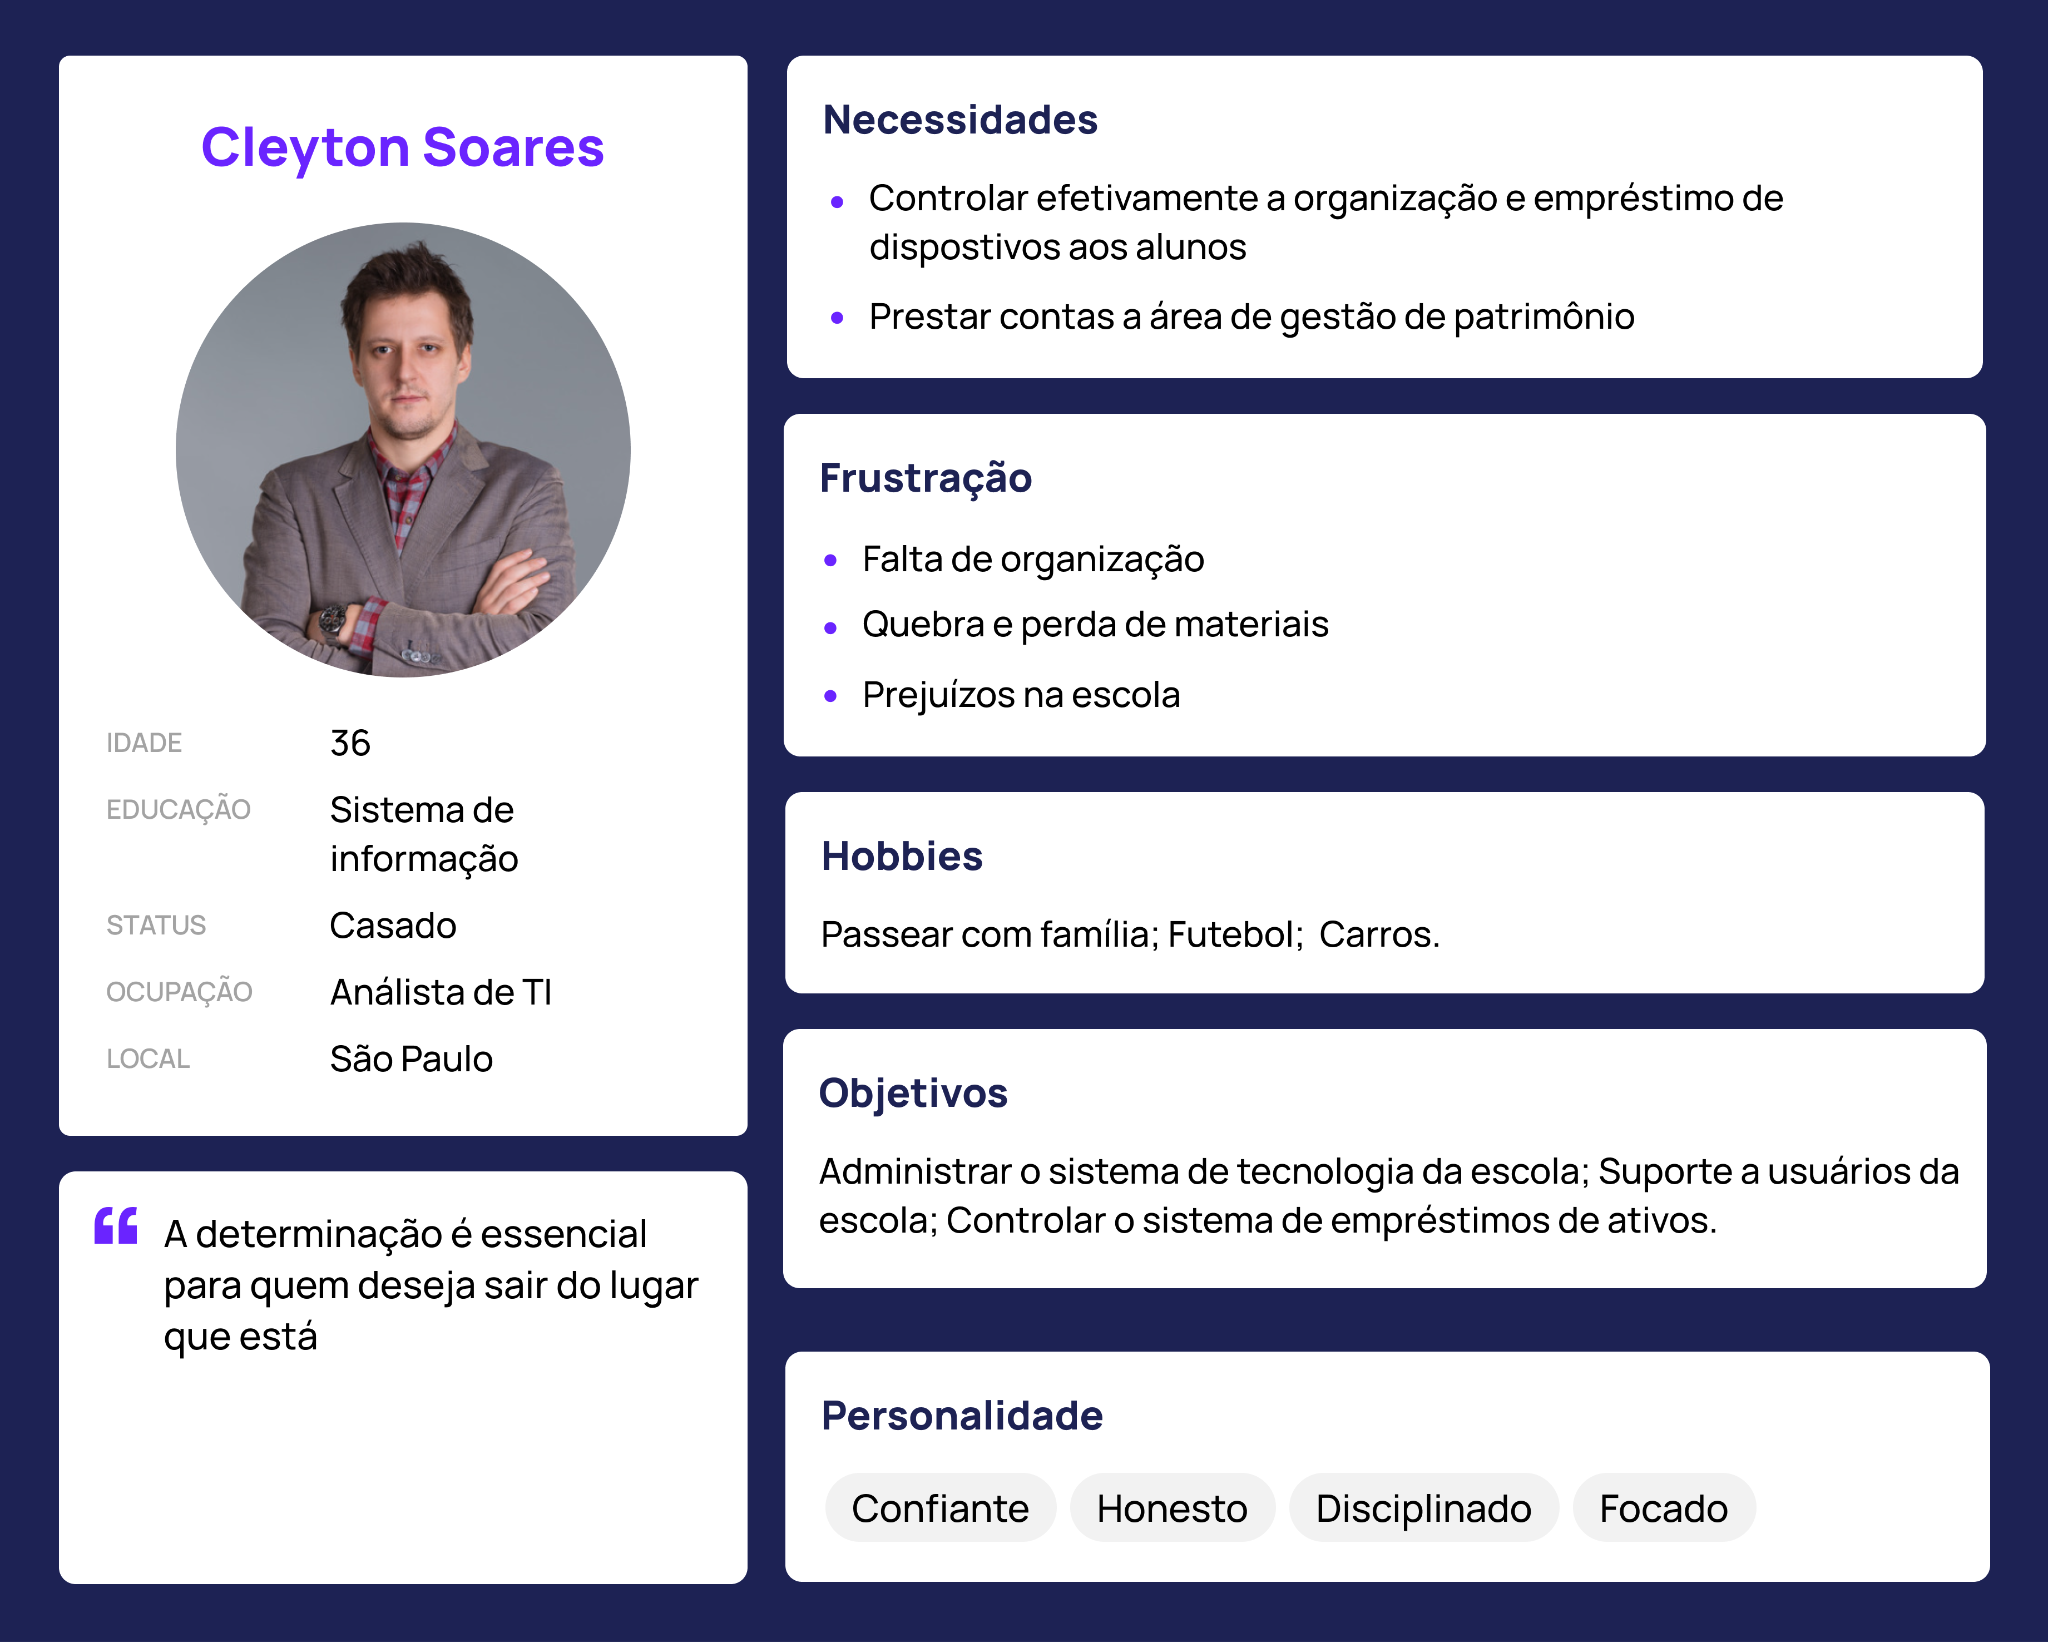 Cleyton Soares
IDADE 36
EDUCAÇÃO Sistema de
informação
STATUS Casado
OCUPAÇÃO Análista de TI
LOCAL São Paulo
“ A determinação é essencial
para quem deseja sair do lugar
que está
Necessidades
• Controlar efetivamente a organização e empréstimo de
dispostivos aos alunos
• Prestar contas a área de gestão de patrimônio
Frustração
• Falta de organização
• Quebra e perda de materiais
• Prejuízos na escola
Hobbies
Passear com família; Futebol;  Carros.
Objetivos
Administrar o sistema de tecnologia da escola; Suporte a usuários da
escola; Controlar o sistema de empréstimos de ativos.
Personalidade
Confiante Honesto Disciplinado Focado